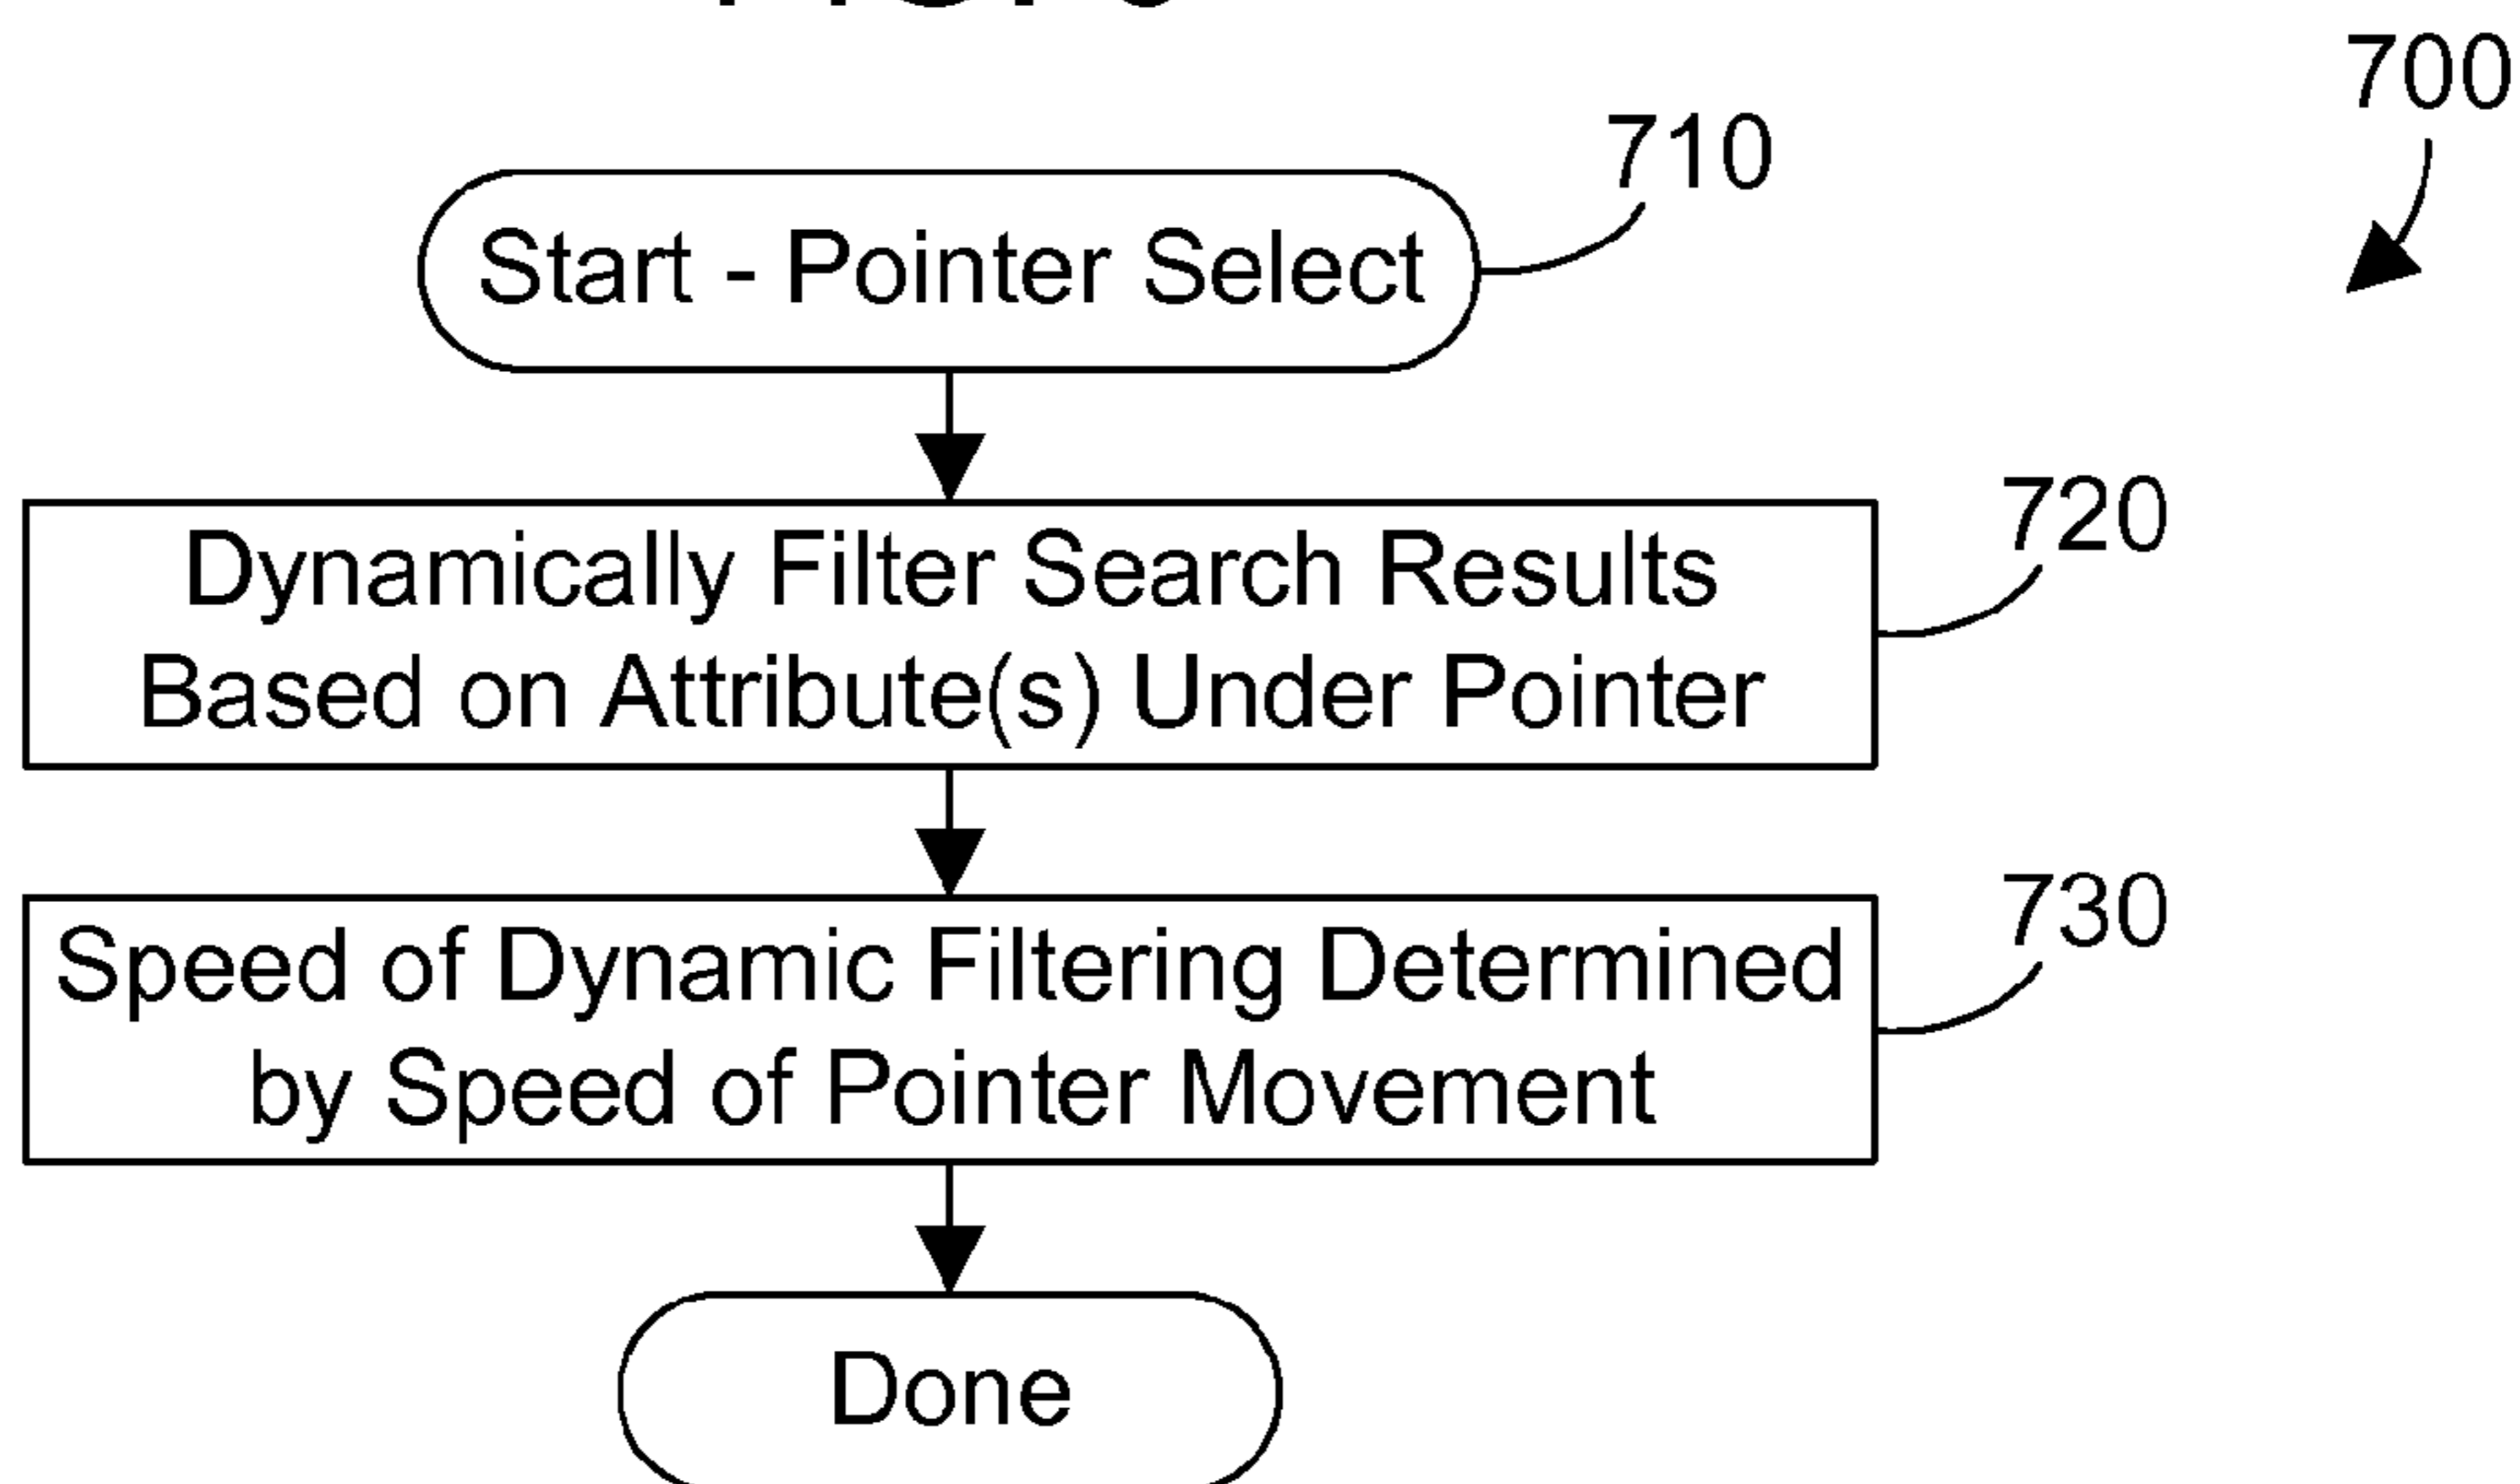 700
710
Start - Pointer Select
720
Dynamically Filter Search Results
Based on Attribute(s) Under Pointer
730
Speed of Dynamic Filtering Determined
by Speed of Pointer Movement
Done